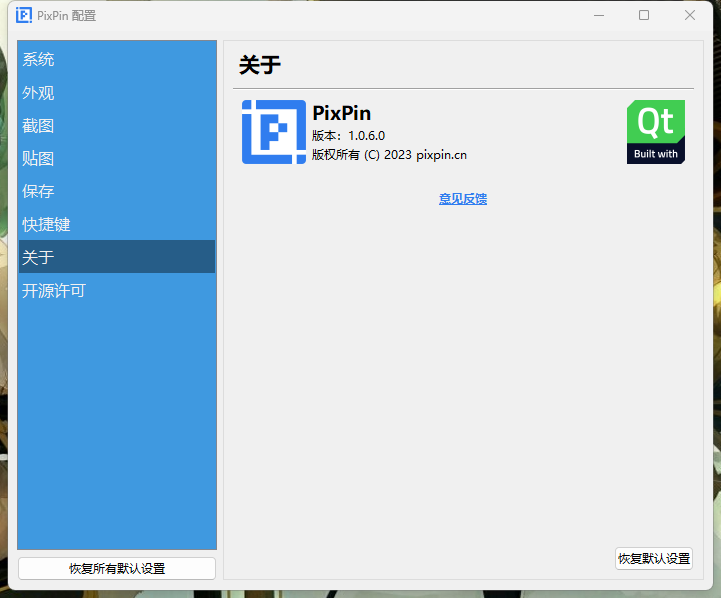 PixPin 配置
系统
外观
截图
贴图
保存
快捷键
关于
开源许可
恢复所有默认设置
关于
PixPin
版本：1.0.6.0
版权所有 (C) 2023 pixpin.cn
Qt
Built with
意见反馈
恢复默认设置